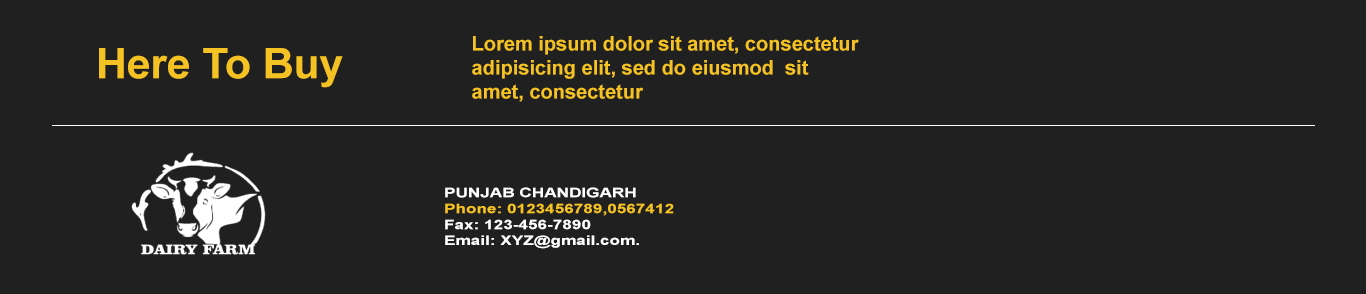 Here To Buy
Lorem ipsum dolor sit amet, consectetur
adipisicing elit, sed do eiusmod  sit
amet, consectetur
DAIRY FARM
PUNJAB CHANDIGARH
Phone: 0123456789,0567412
Fax: 123-456-7890
Email: XYZ@gmail.com.